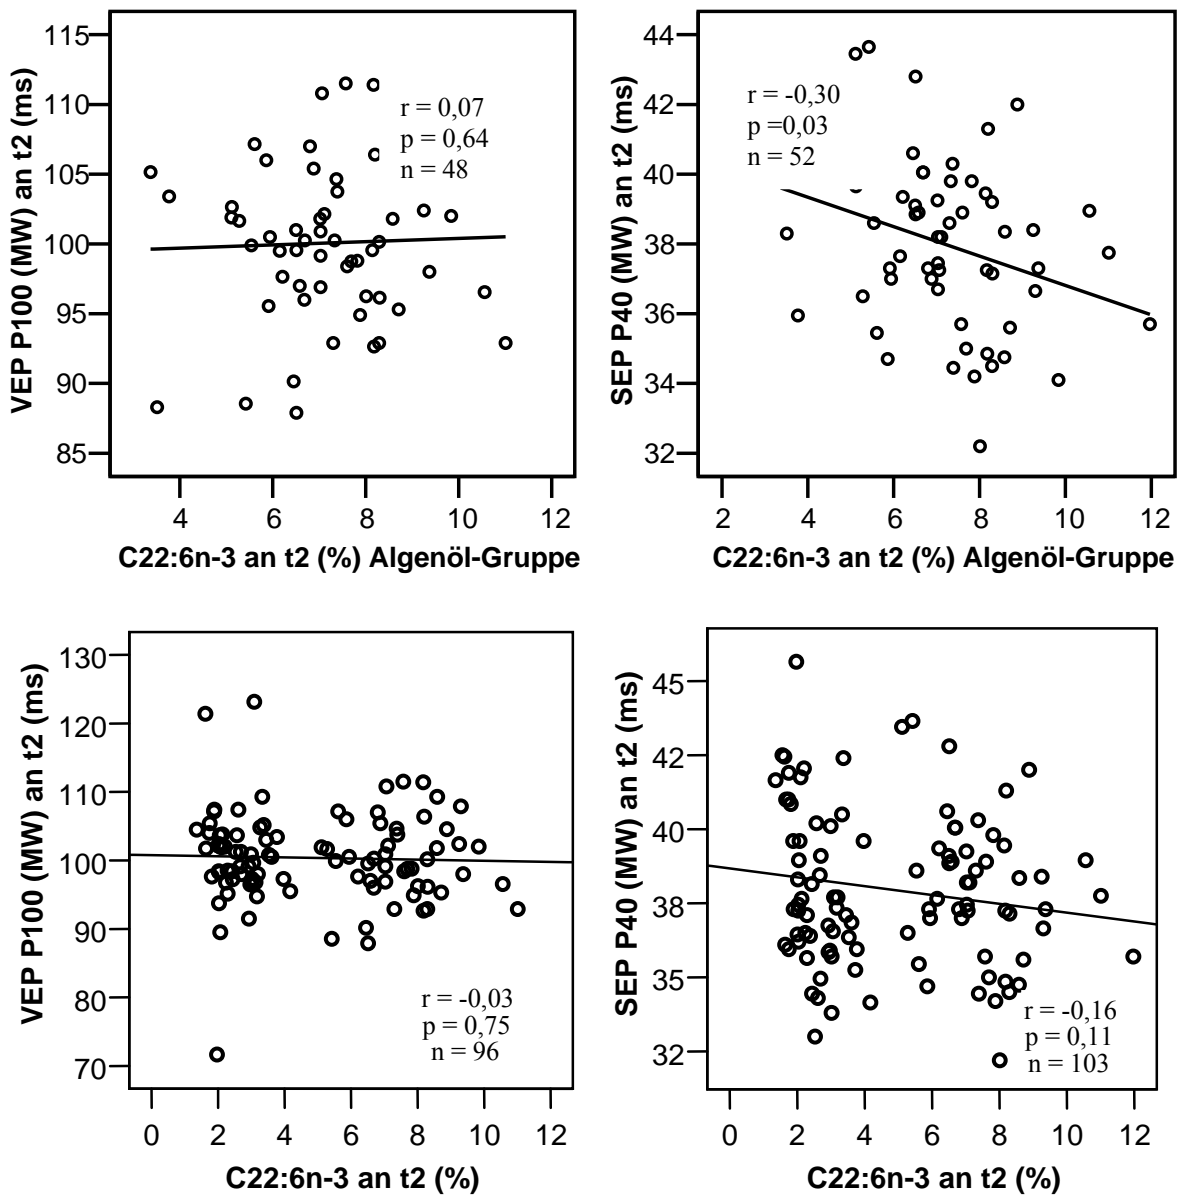 115
110
105
100
95
90
85
VEP P100 (MW) an t2 (ms)
r = 0,07
p = 0,64
n = 48
4 6 8 10 12
C22:6n-3 an t2 (%) Algenöl-Gruppe
44
42
40
38
36
34
32
SEP P40 (MW) an t2 (ms)
r = -0,30
p =0,03
n = 52
2 4 6 8 10 12
C22:6n-3 an t2 (%) Algenöl-Gruppe
130
120
110
100
90
80
70
VEP P100 (MW) an t2 (ms)
r = -0,03
p = 0,75
n = 96
0 2 4 6 8 10 12
C22:6n-3 an t2 (%)
45
42
40
38
35
32
SEP P40 (MW) an t2 (ms)
r = -0,16
p = 0,11
n = 103
0 2 4 6 8 10 12
C22:6n-3 an t2 (%)